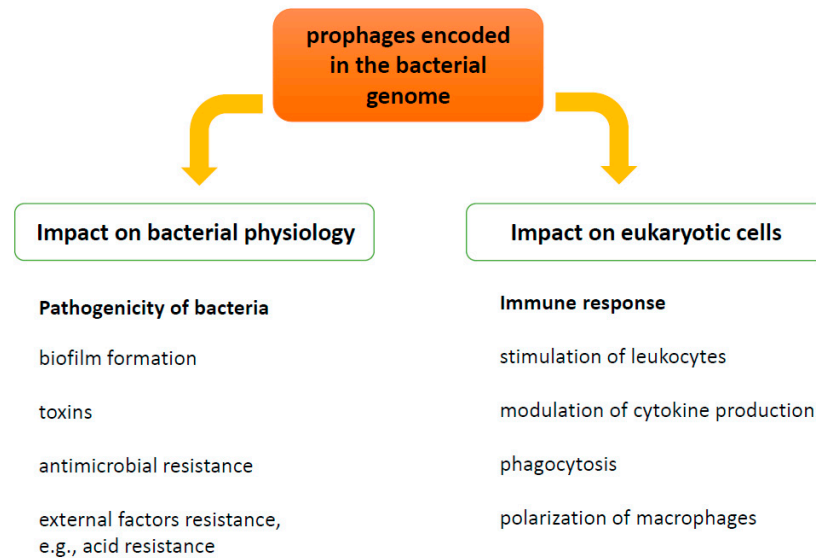 prophages encoded
in the bacterial
genome
Impact on bacterial physiology
Pathogenicity of bacteria
biofilm formation
toxins
antimicrobial resistance
external factors resistance,
e.g., acid resistance
Impact on eukaryotic cells
Immune response
stimulation of leukocytes
modulation of cytokine production
phagocytosis
polarization of macrophages